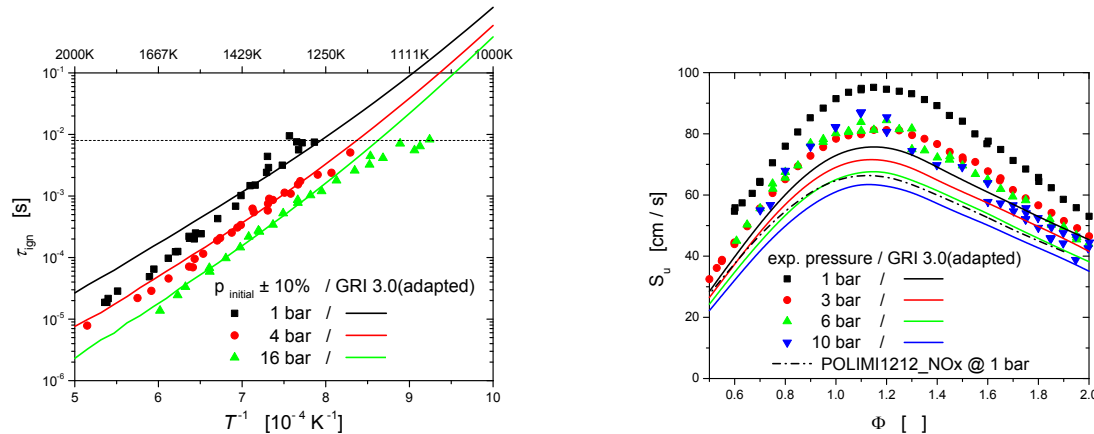 2000K 1667K 1429K 1250K 1111K 1000K
10^-1
10^-2
10^-3
10^-4
10^-5
10^-6
τ_ign [s]
p_initial ± 10% / GRI 3.0(adapted)
1 bar /
4 bar /
16 bar /
5 6 7 8 9 10
T^-1 [10^-4 K^-1]
100
80
60
40
20
0
S_u [cm / s]
exp. pressure / GRI 3.0(adapted)
1 bar /
3 bar /
6 bar /
10 bar /
POLIMI1212_NOx @ 1 bar
0.6 0.8 1.0 1.2 1.4 1.6 1.8 2.0
Φ [ ]